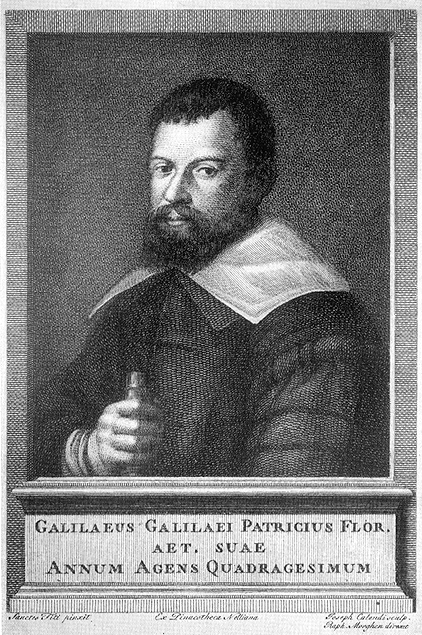 GALILAEUS GALILAEI PATRICIUS FLOR.
AET. SUAE
ANNUM AGENS QUADRAGESIMUM
Sanctes Titi pinxit
Ex Pinacotheca Nelliana
Joseph Calendi sculp.
Raph. Morghen direxit